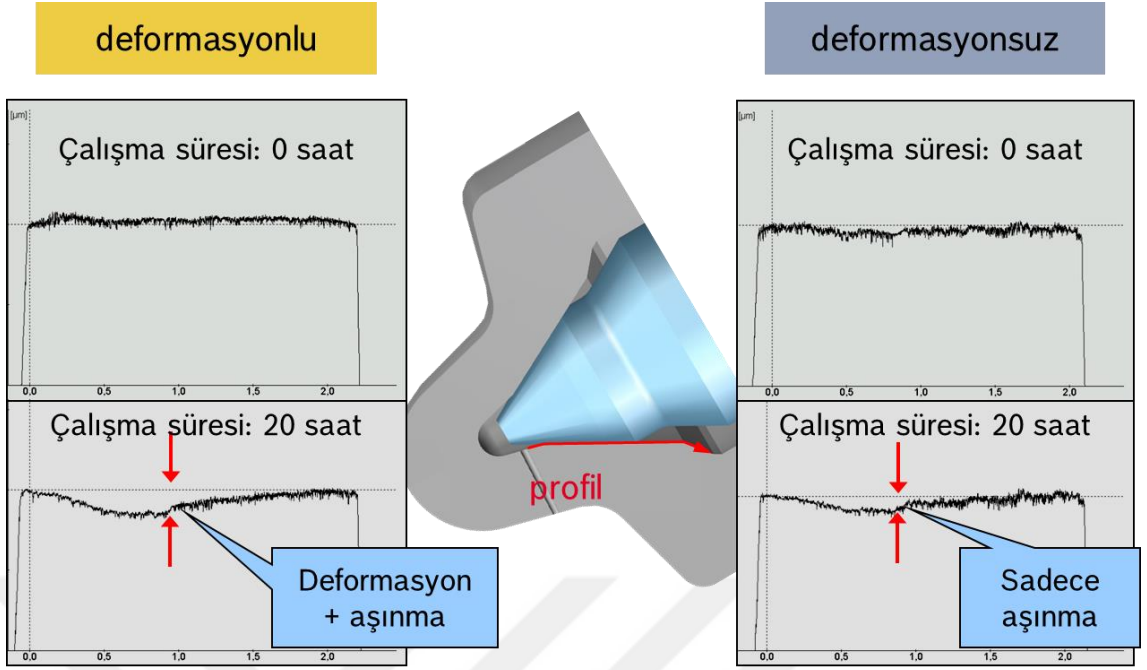 deformasyonlu
deformasyonsuz
[µm]
Çalışma süresi: 0 saat
0,0 0,5 1,0 1,5 2,0
Çalışma süresi: 20 saat
0,0 0,5 1,0 1,5 2,0
Deformasyon
+ aşınma
profil
[µm]
Çalışma süresi: 0 saat
0,0 0,5 1,0 1,5 2,0
Çalışma süresi: 20 saat
0,0 0,5 1,0 1,5 2,0
Sadece
aşınma